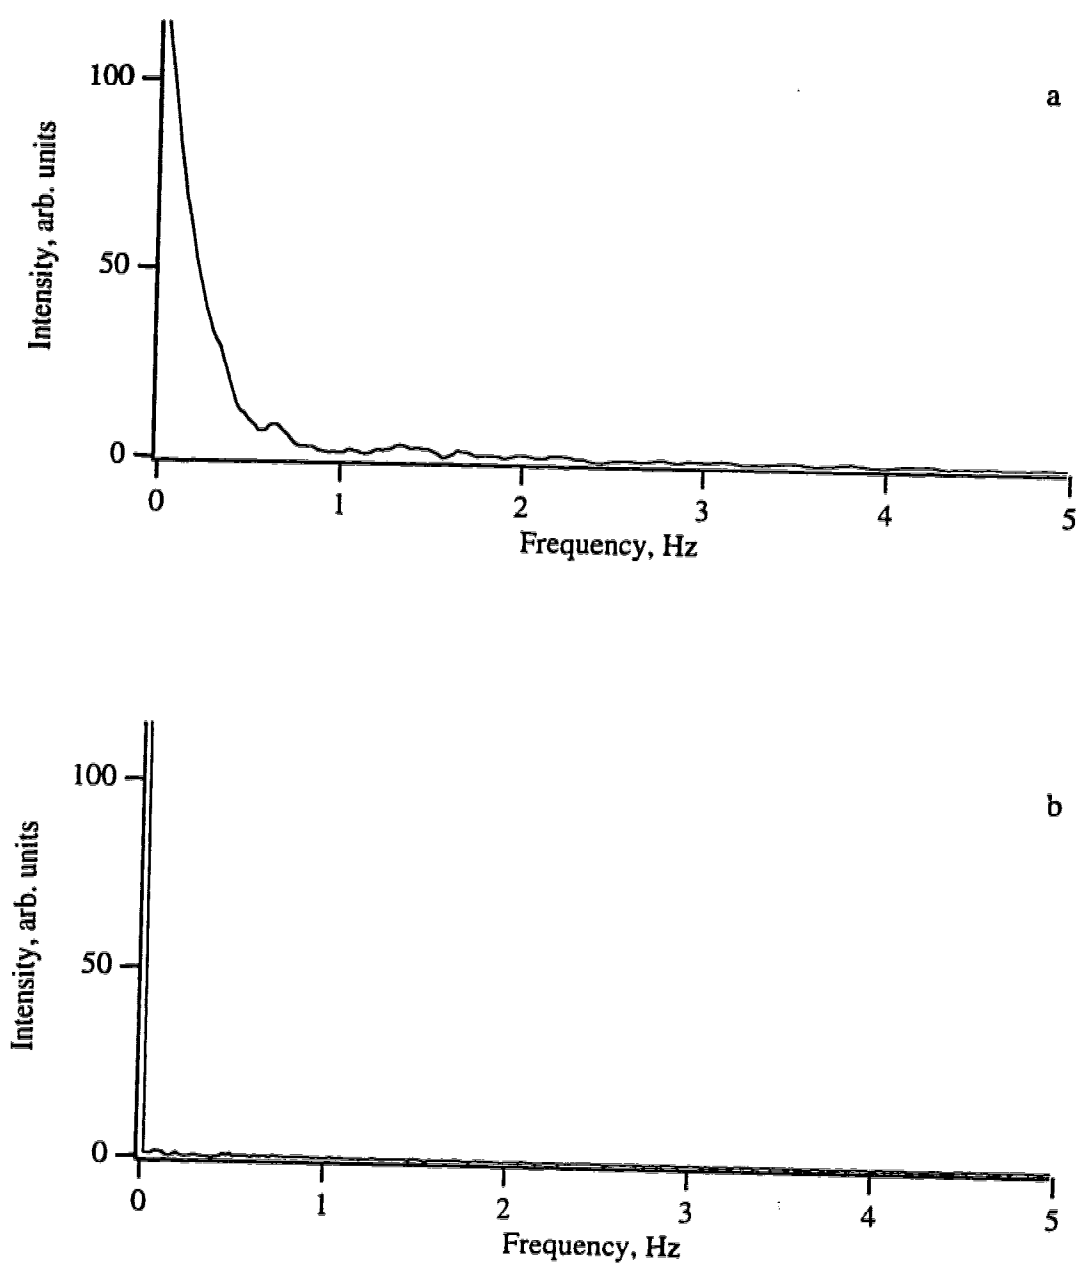 100
a
Intensity, arb. units
50
0
0 1 2 3 4 5
Frequency, Hz
100
b
Intensity, arb. units
50
0
0 1 2 3 4 5
Frequency, Hz